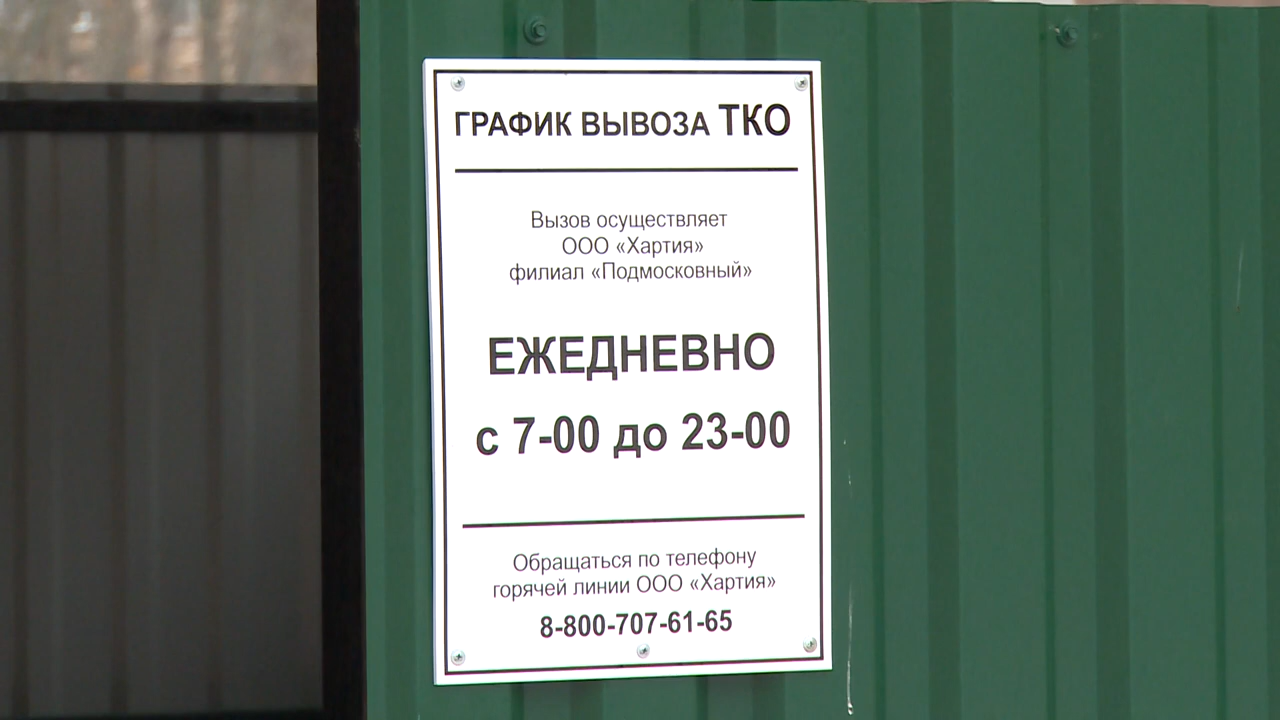 ГРАФИК ВЫВОЗА ТКО
Вызов осуществляет
ООО «Хартия»
филиал «Подмосковный»
ЕЖЕДНЕВНО
с 7-00 до 23-00
Обращаться по телефону
горячей линии ООО «Хартия»
8-800-707-61-65